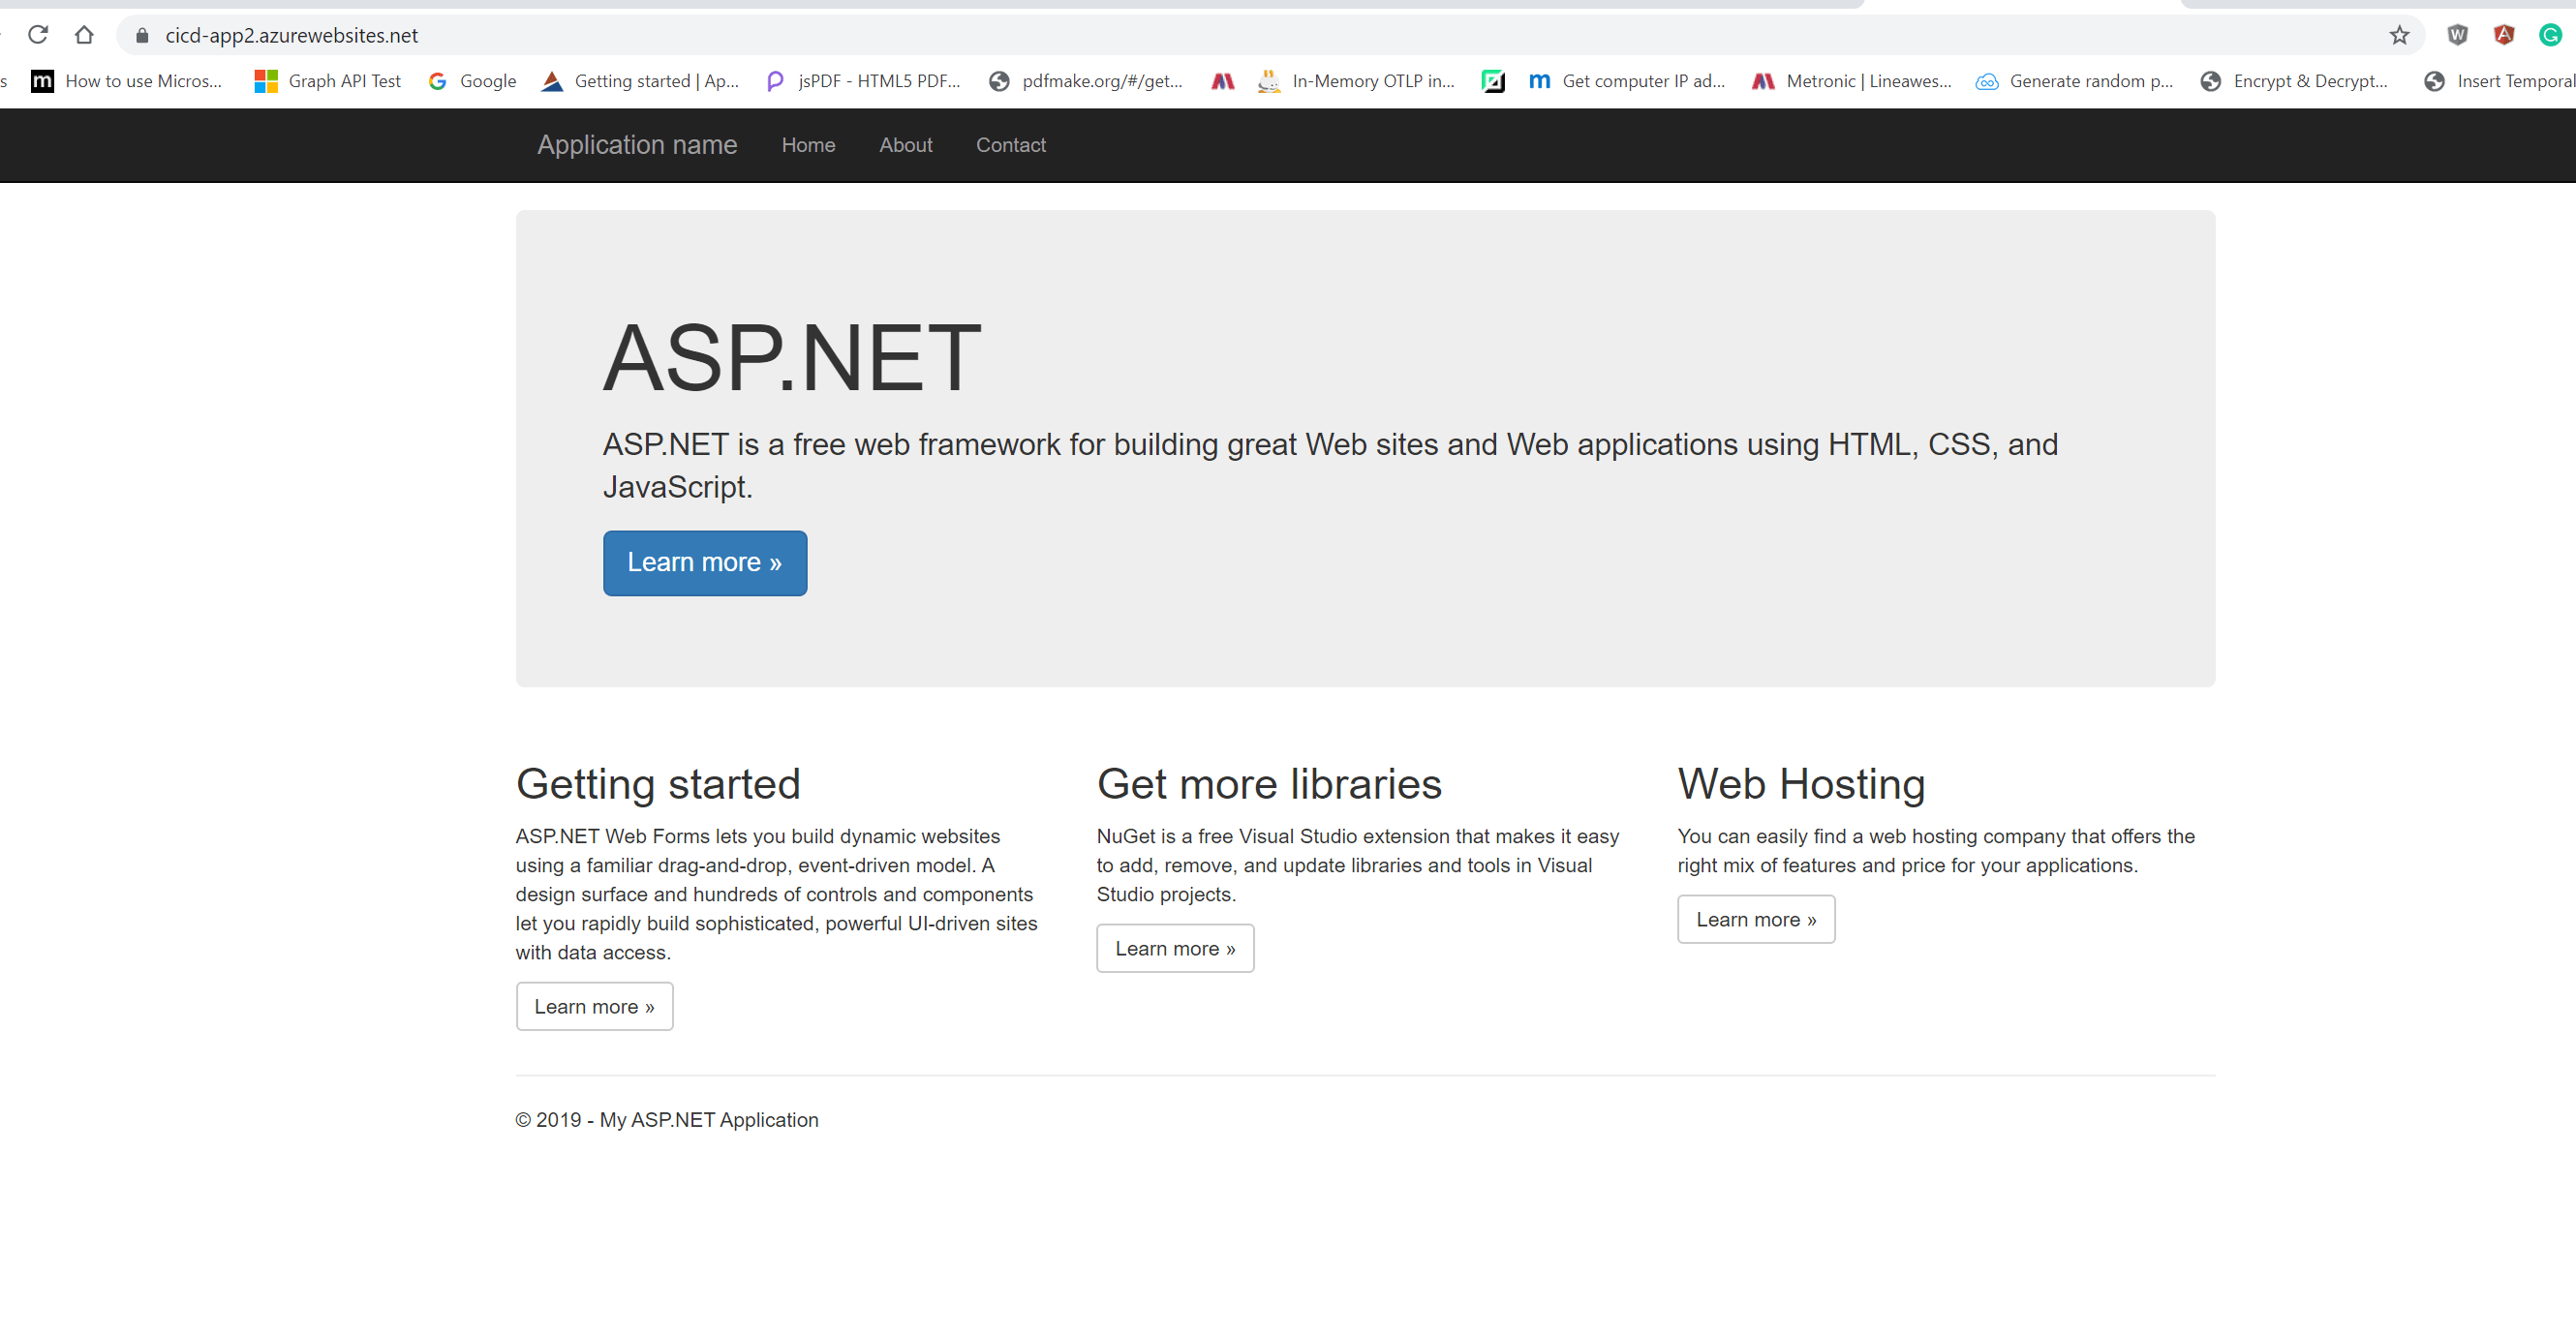 cicd-app2.azurewebsites.net
s How to use Micros... Graph API Test Google Getting started | Ap... jsPDF - HTML5 PDF... pdfmake.org/#/get... In-Memory OTLP in... Get computer IP ad... Metronic | Lineawes... Generate random p... Encrypt & Decrypt... Insert Temporal
Application name Home About Contact
ASP.NET
ASP.NET is a free web framework for building great Web sites and Web applications using HTML, CSS, and
JavaScript.
Learn more »
Getting started
ASP.NET Web Forms lets you build dynamic websites
using a familiar drag-and-drop, event-driven model. A
design surface and hundreds of controls and components
let you rapidly build sophisticated, powerful UI-driven sites
with data access.
Learn more »
Get more libraries
NuGet is a free Visual Studio extension that makes it easy
to add, remove, and update libraries and tools in Visual
Studio projects.
Learn more »
Web Hosting
You can easily find a web hosting company that offers the
right mix of features and price for your applications.
Learn more »
© 2019 - My ASP.NET Application